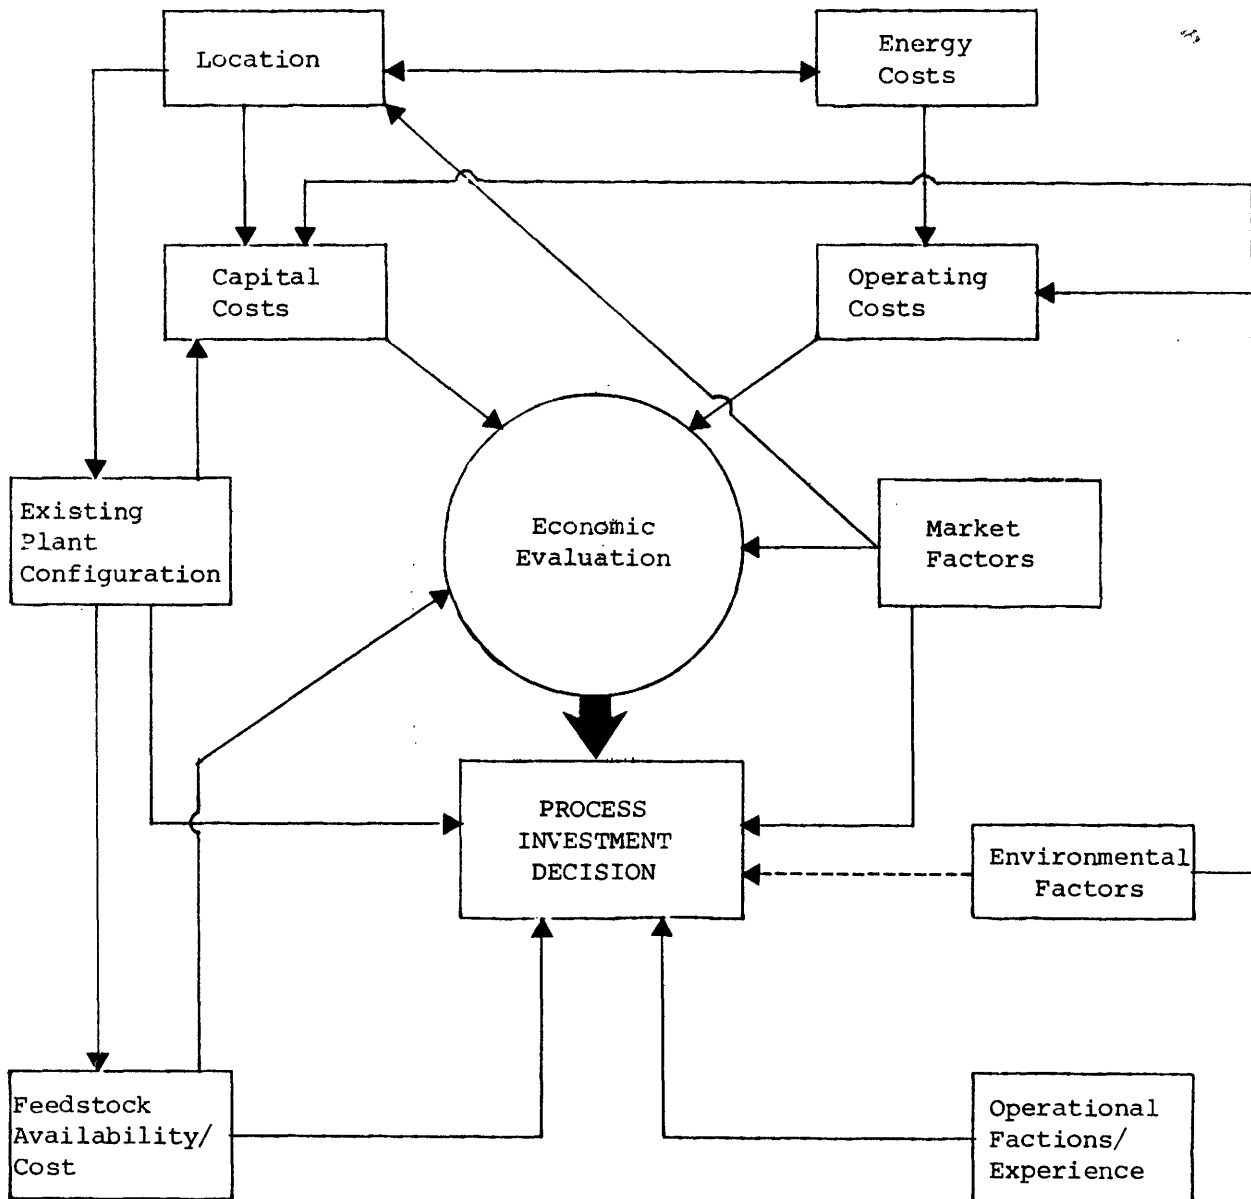 Location
Energy
Costs
Capital
Costs
Operating
Costs
Existing
Plant
Configuration
Economic
Evaluation
Market
Factors
PROCESS
INVESTMENT
DECISION
Environmental
Factors
Feedstock
Availability/
Cost
Operational
Factions/
Experience